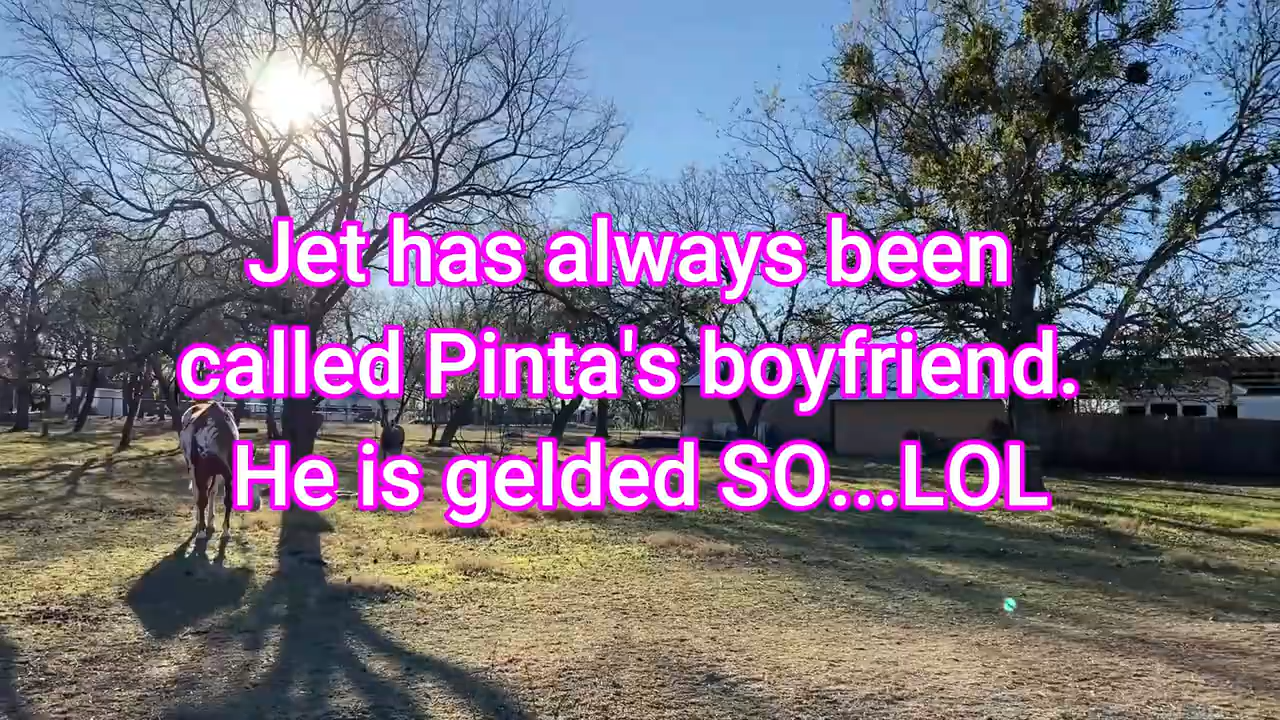 Jet has always been
called Pinta's boyfriend.
He is gelded SO...LOL